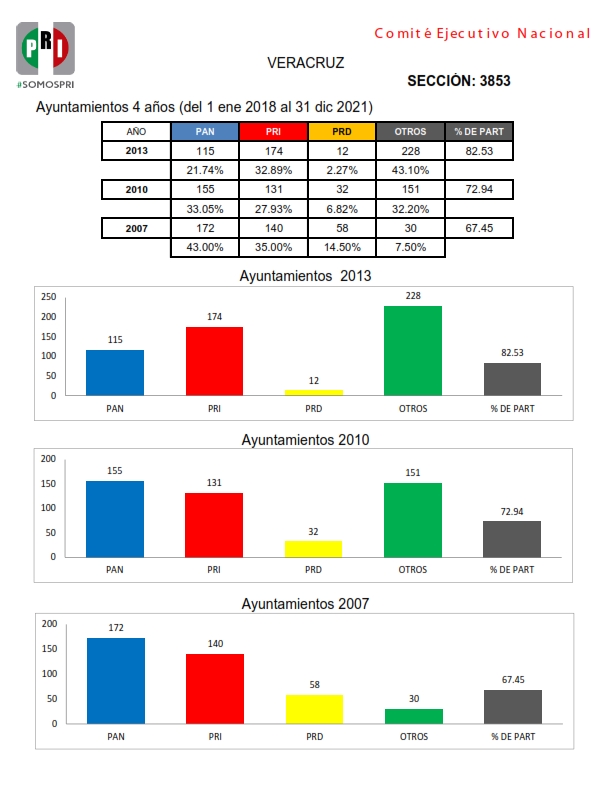 PRI
Comité Ejecutivo Nacional
#SOMOSPRI
VERACRUZ
SECCIÓN: 3853
Ayuntamientos 4 años (del 1 ene 2018 al 31 dic 2021)
AÑO PAN PRI PRD OTROS % DE PART
2013 115 174 12 228 82.53
21.74% 32.89% 2.27% 43.10%
2010 155 131 32 151 72.94
33.05% 27.93% 6.82% 32.20%
2007 172 140 58 30 67.45
43.00% 35.00% 14.50% 7.50%
Ayuntamientos 2013
250
200
150
100
50
0
115 174 12 228 82.53
PAN PRI PRD OTROS % DE PART
Ayuntamientos 2010
200
150
100
50
0
155 131 32 151 72.94
PAN PRI PRD OTROS % DE PART
Ayuntamientos 2007
200
150
100
50
0
172 140 58 30 67.45
PAN PRI PRD OTROS % DE PART